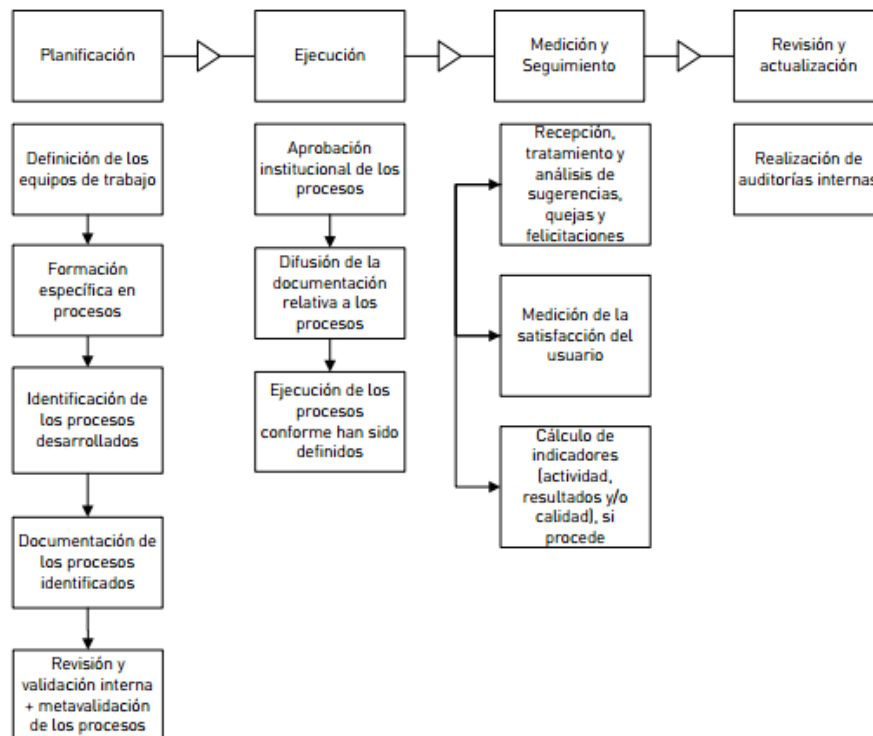 Planificación
Ejecución
Medición y
Seguimiento
Revisión y
actualización
Definición de los
equipos de trabajo
Formación
específica en
procesos
Identificación de
los procesos
desarrollados
Documentación de
los procesos
identificados
Revisión y
validación interna
+ metavalidación
de los procesos
Aprobación
institucional de los
procesos
Difusión de la
documentación
relativa a los
procesos
Ejecución de los
procesos
conforme han sido
definidos
Recepción,
tratamiento y
análisis de
sugerencias,
quejas y
felicitaciones
Medición de la
satisfacción del
usuario
Cálculo de
indicadores
(actividad,
resultados y/o
calidad), si
procede
Realización de
auditorías internas